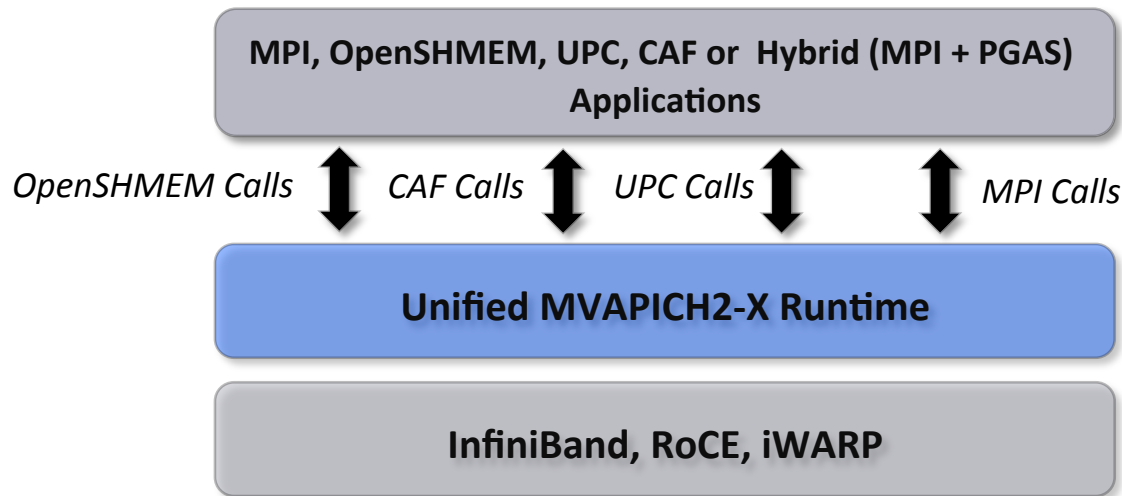 MPI, OpenSHMEM, UPC, CAF or Hybrid (MPI + PGAS)
Applications
OpenSHMEM Calls CAF Calls UPC Calls MPI Calls
Unified MVAPICH2-X Runtime
InfiniBand, RoCE, iWARP